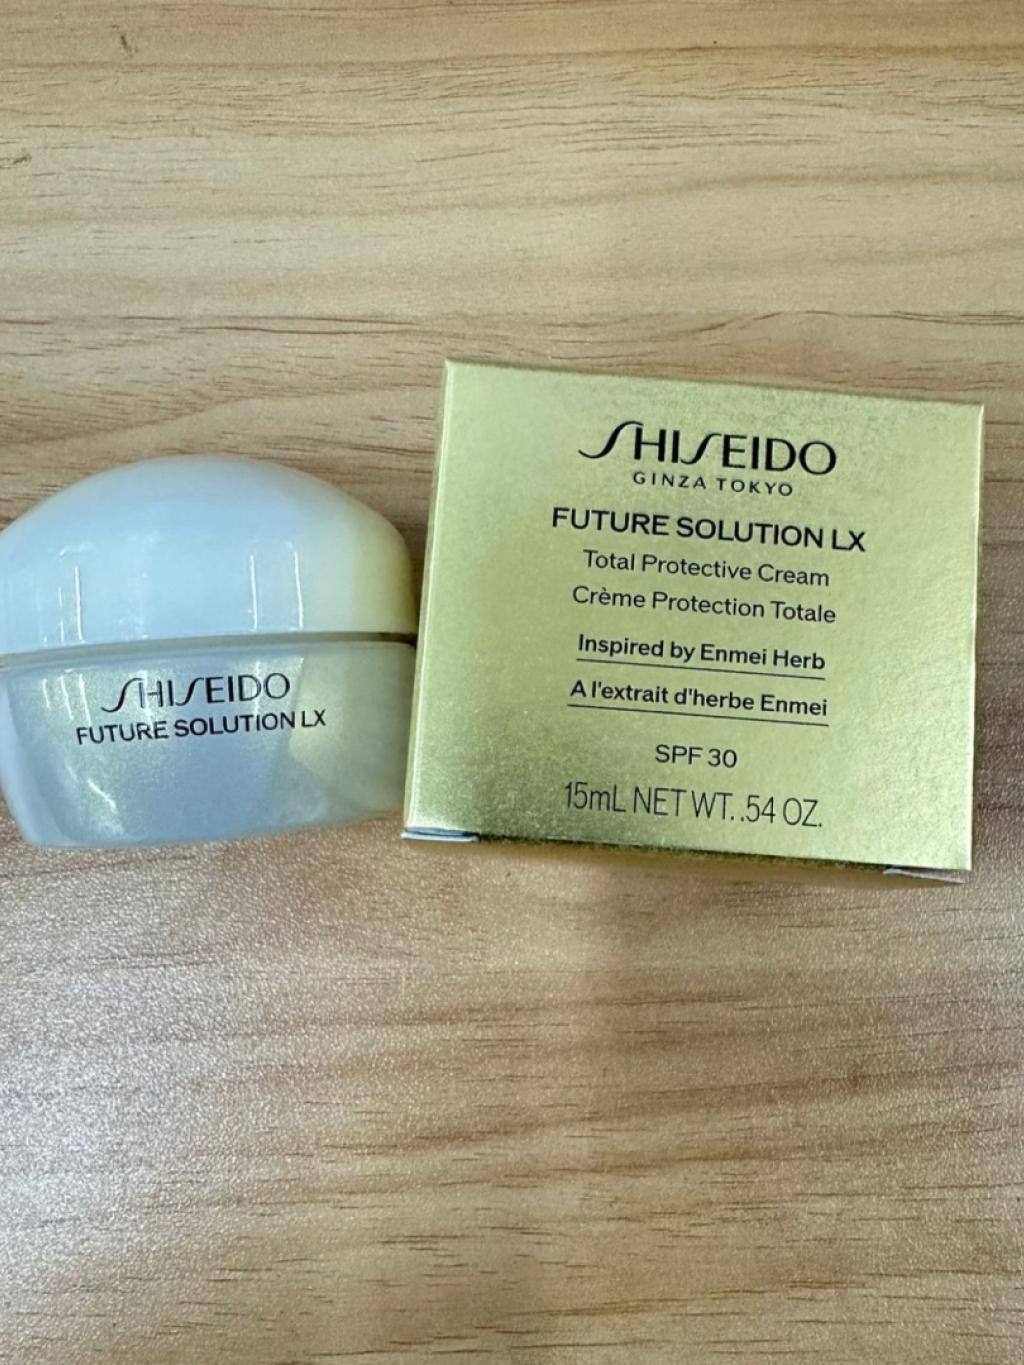 SHISEIDO
FUTURE SOLUTION LX
SHISEIDO
GINZA TOKYO
FUTURE SOLUTION LX
Total Protective Cream
Crème Protection Totale
Inspired by Enmei Herb
A l'extrait d'herbe Enmei
SPF 30
15mL NET WT. .54 OZ.